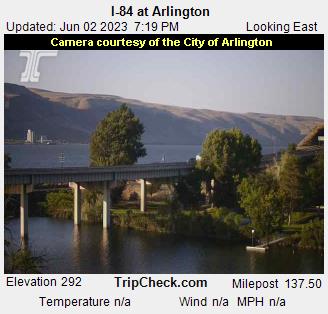 I-84 at Arlington
Updated: Jun 02 2023 7:19 PM Looking East
Camera courtesy of the City of Arlington
Elevation 292 TripCheck.com Milepost 137.50
Temperature n/a Wind n/a MPH n/a